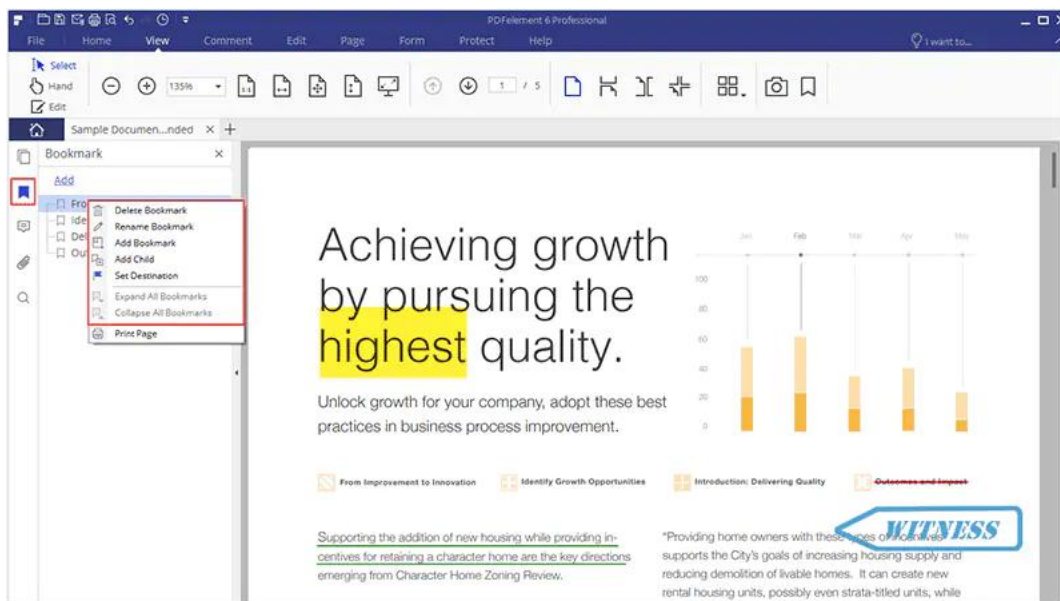 PDFelement 6 Professional
File Home View Comment Edit Page Form Protect Help I want to...
Select
Hand
Edit
135%
1:1
1 / 5
Sample Documen...nded
Bookmark
Add
Fro
Ide
Del
Ou
Delete Bookmark
Rename Bookmark
Add Bookmark
Add Child
Set Destination
Expand All Bookmarks
Collapse All Bookmarks
Print Page
Achieving growth
by pursuing the
highest quality.
Unlock growth for your company, adopt these best
practices in business process improvement.
Jan Feb Mar Apr May
100
80
60
40
20
0
From Improvement to Innovation
Identify Growth Opportunities
Introduction: Delivering Quality
Outcomes and Impact
Supporting the addition of new housing while providing in-
centives for retaining a character home are the key directions
emerging from Character Home Zoning Review.
"Providing home owners with these types of incentives
supports the City's goals of increasing housing supply and
reducing demolition of livable homes. It can create new
rental housing units, possibly even strata-titled units, while
WITNESS